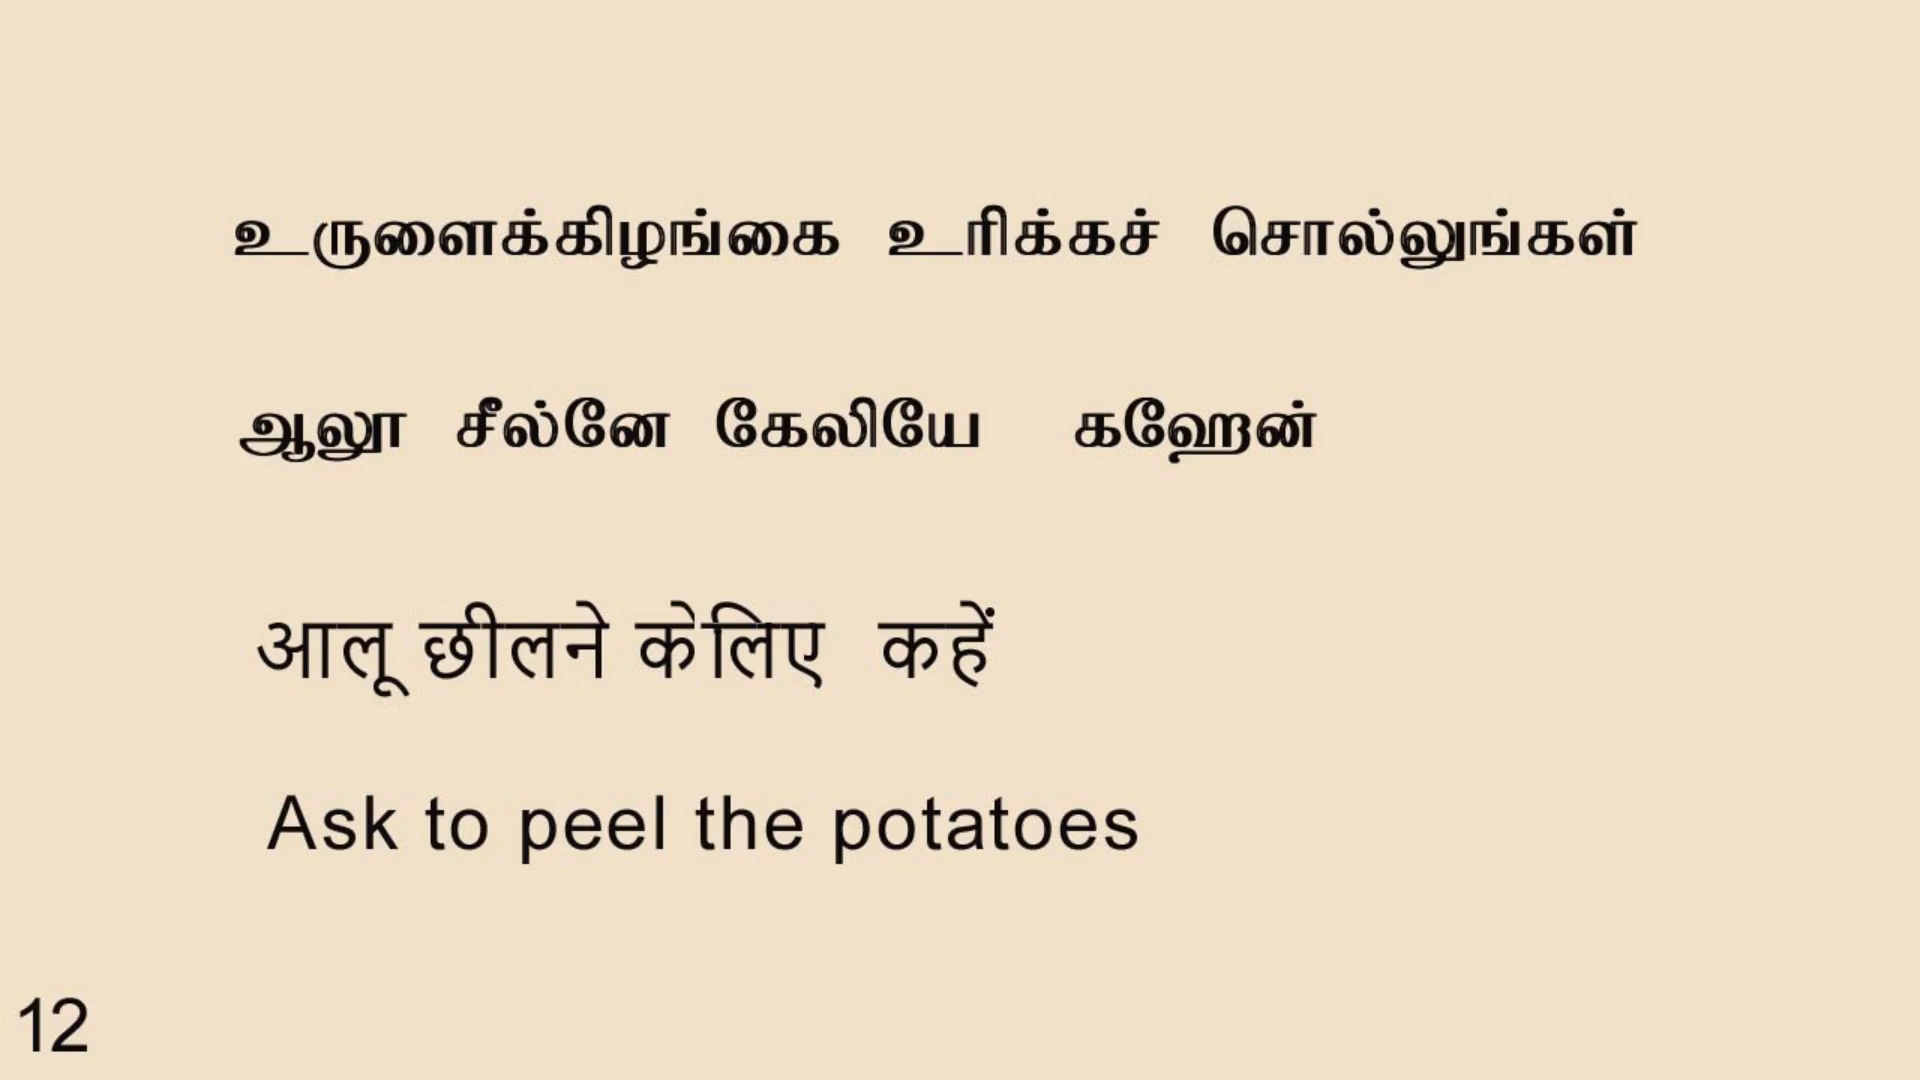 உருளைக்கிழங்கை உரிக்கச் சொல்லுங்கள்
ஆலூ சீல்னே கேலியே கஹேன்
आलू छीलने केलिए कहें
Ask to peel the potatoes
12